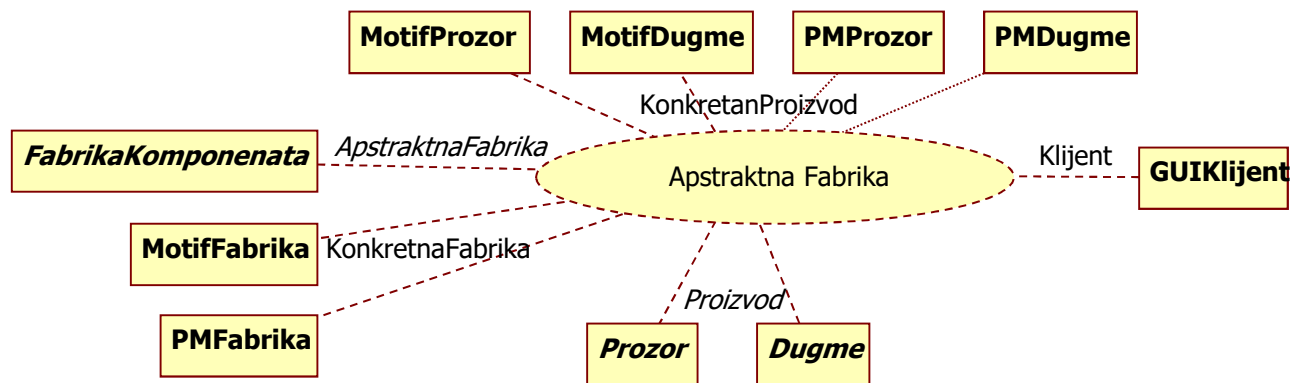 MotifProzor
MotifDugme
PMProzor
PMDugme
KonkretanProizvod
FabrikaKomponenata
ApstraktnaFabrika
Apstraktna Fabrika
Klijent
GUIKlijent
MotifFabrika
KonkretnaFabrika
Proizvod
PMFabrika
Prozor
Dugme